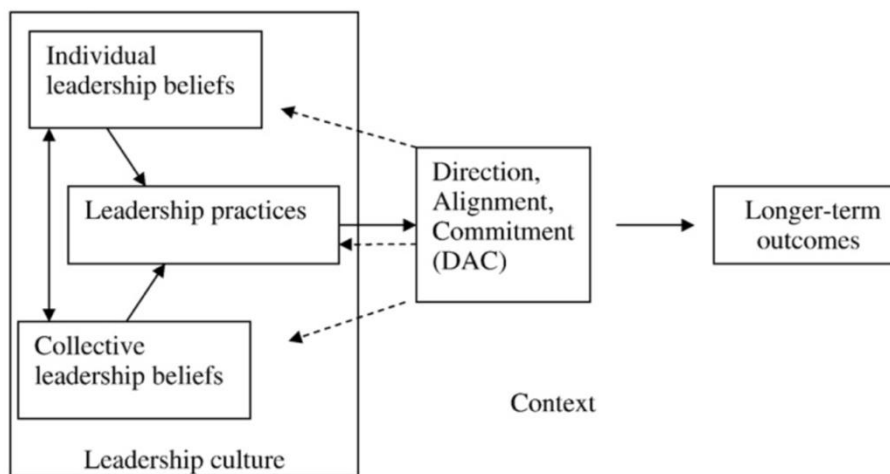 Individual
leadership beliefs
Leadership practices
Collective
leadership beliefs
Leadership culture
Direction,
Alignment,
Commitment
(DAC)
Longer-term
outcomes
Context